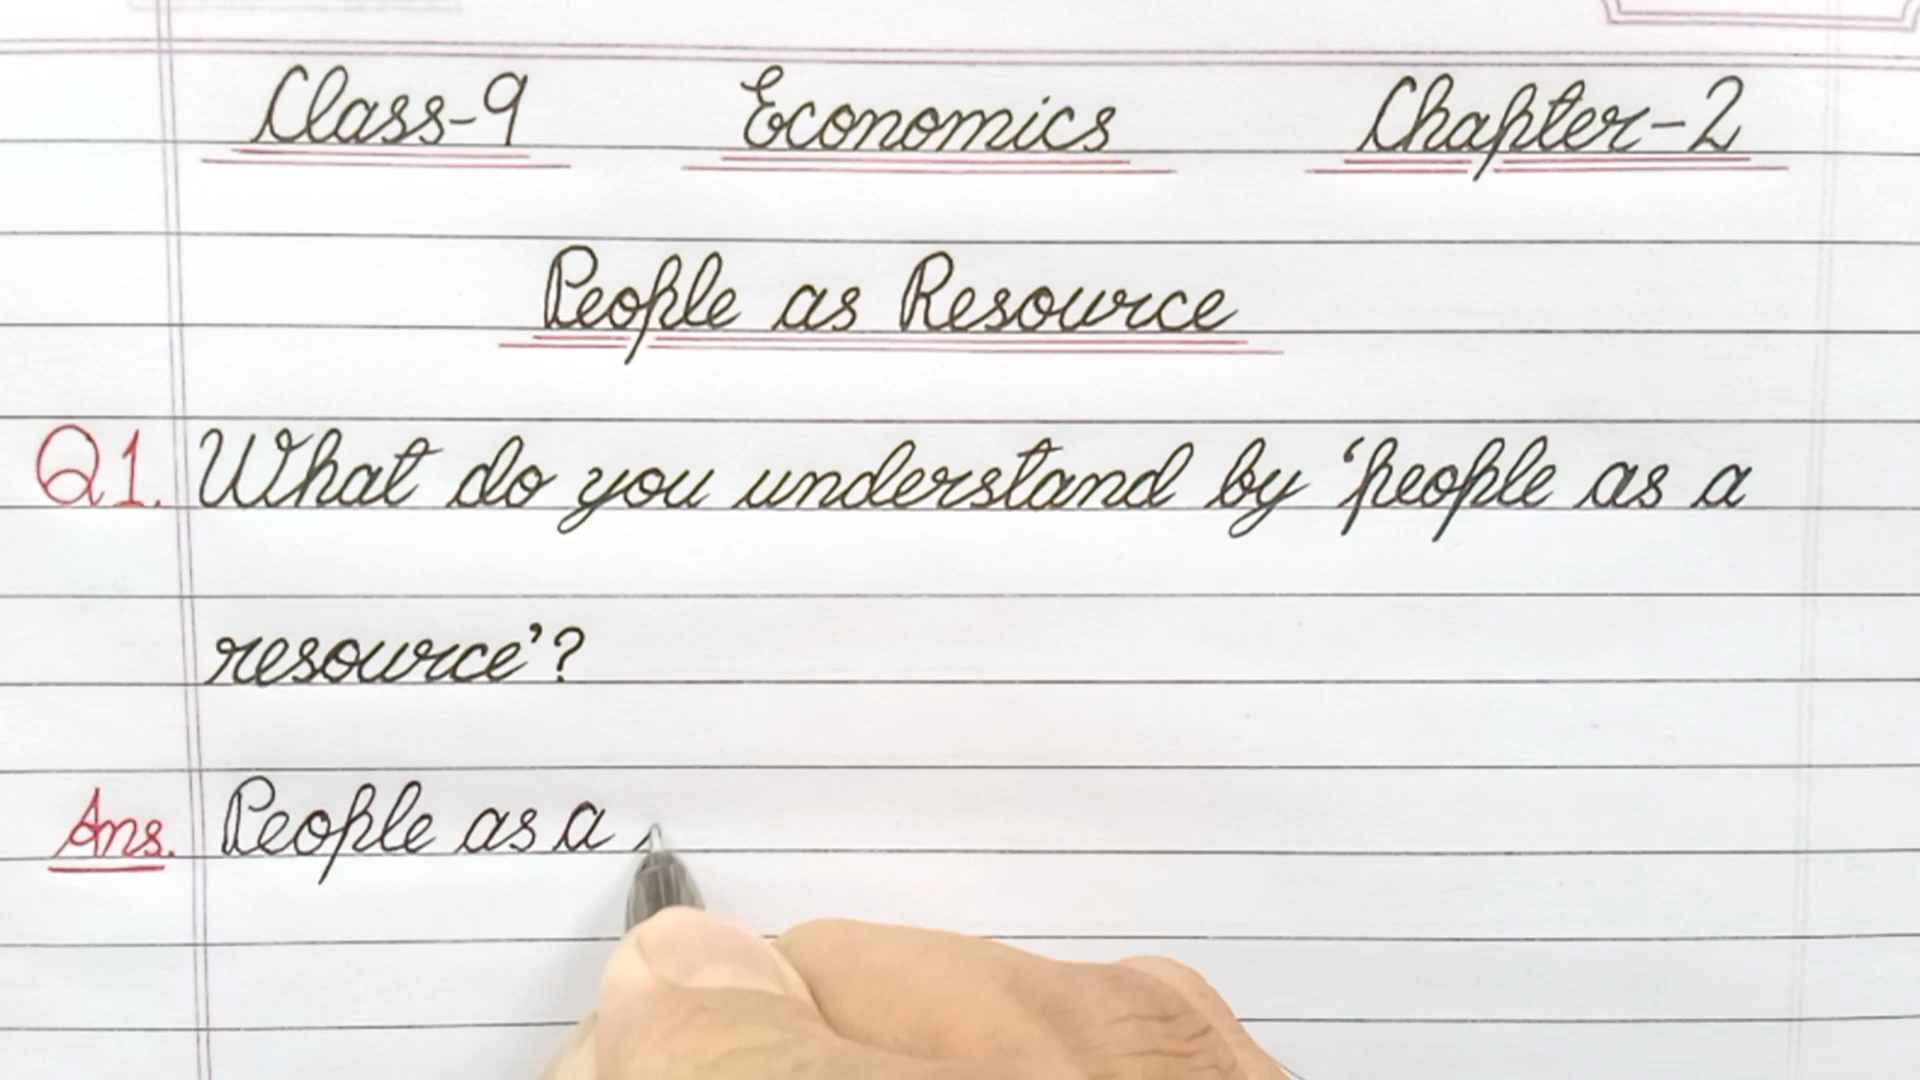 Class-9 Economics Chapter-2
People as Resource
Q1. What do you understand by 'people as a
resource'?
Ans. People as a